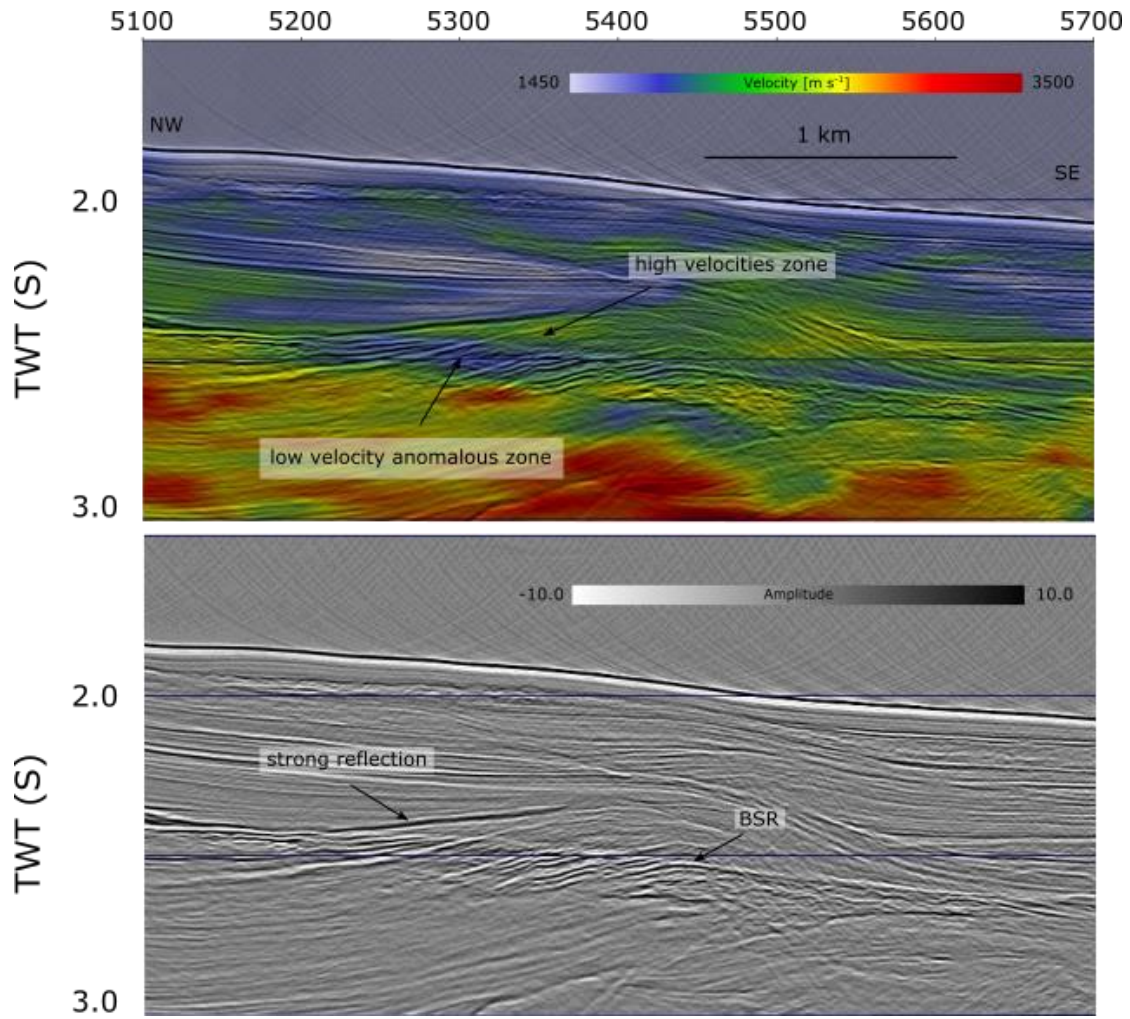 5100 5200 5300 5400 5500 5600 5700
1450 Velocity [m s⁻¹] 3500
NW
1 km
SE
2.0
high velocities zone
TWT (S)
low velocity anomalous zone
3.0
-10.0 Amplitude 10.0
2.0
strong reflection
BSR
TWT (S)
3.0